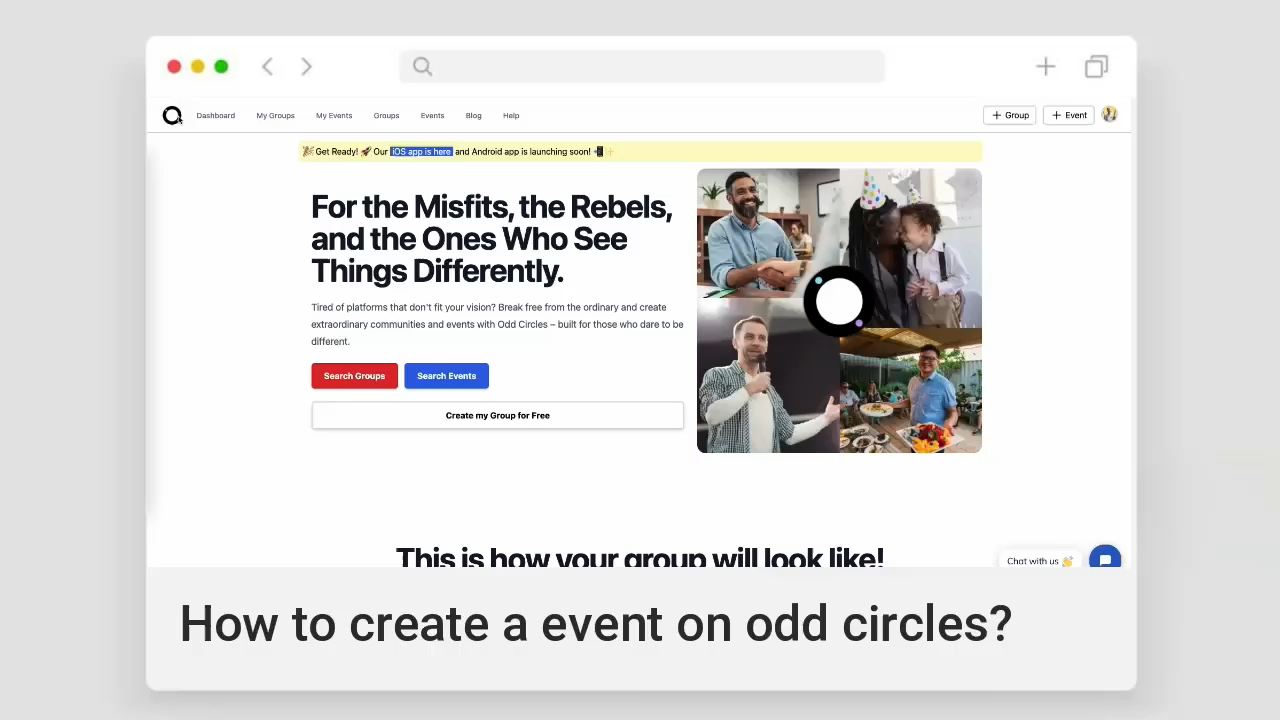 Dashboard My Groups My Events Groups Events Blog Help + Group + Event
🎉 Get Ready! 🚀 Our iOS app is here and Android app is launching soon! 📲✨
For the Misfits, the Rebels,
and the Ones Who See
Things Differently.
Tired of platforms that don't fit your vision? Break free from the ordinary and create
extraordinary communities and events with Odd Circles – built for those who dare to be
different.
Search Groups Search Events
Create my Group for Free
This is how your group will look like!
Chat with us 👋
How to create a event on odd circles?